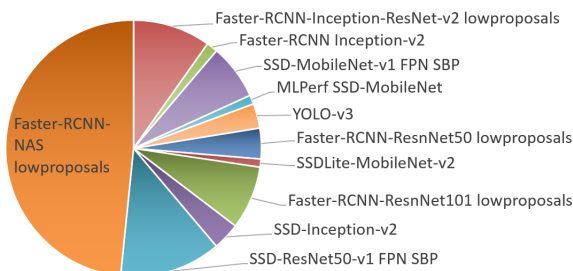 Faster-RCNN-Inception-ResNet-v2 lowproposals
Faster-RCNN Inception-v2
SSD-MobileNet-v1 FPN SBP
MLPerf SSD-MobileNet
YOLO-v3
Faster-RCNN-ResnNet50 lowproposals
SSDLite-MobileNet-v2
Faster-RCNN-ResnNet101 lowproposals
SSD-Inception-v2
SSD-ResNet50-v1 FPN SBP
Faster-RCNN-
NAS
lowproposals